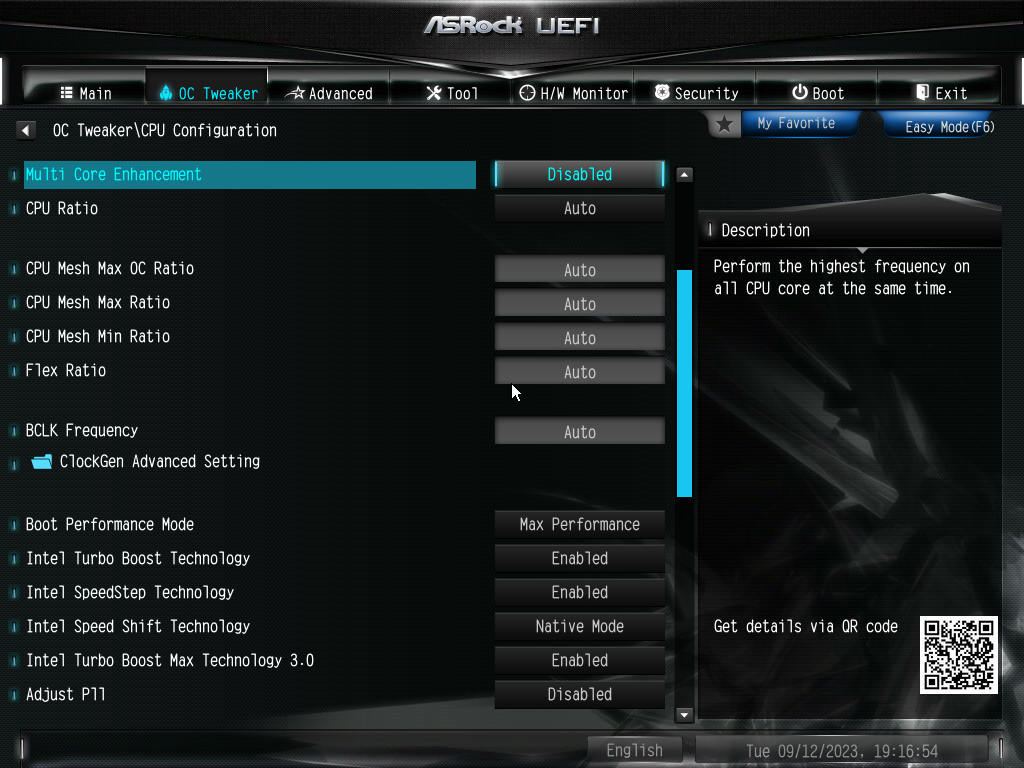 ASRock UEFI
Main
OC Tweaker
Advanced
Tool
H/W Monitor
Security
Boot
Exit
OC Tweaker\CPU Configuration
My Favorite
Easy Mode(F6)
Multi Core Enhancement Disabled
CPU Ratio Auto
CPU Mesh Max OC Ratio Auto
CPU Mesh Max Ratio Auto
CPU Mesh Min Ratio Auto
Flex Ratio Auto
BCLK Frequency Auto
ClockGen Advanced Setting
Boot Performance Mode Max Performance
Intel Turbo Boost Technology Enabled
Intel SpeedStep Technology Enabled
Intel Speed Shift Technology Native Mode
Intel Turbo Boost Max Technology 3.0 Enabled
Adjust Pll Disabled
Description
Perform the highest frequency on
all CPU core at the same time.
Get details via QR code
English
Tue 09/12/2023. 19:16:54